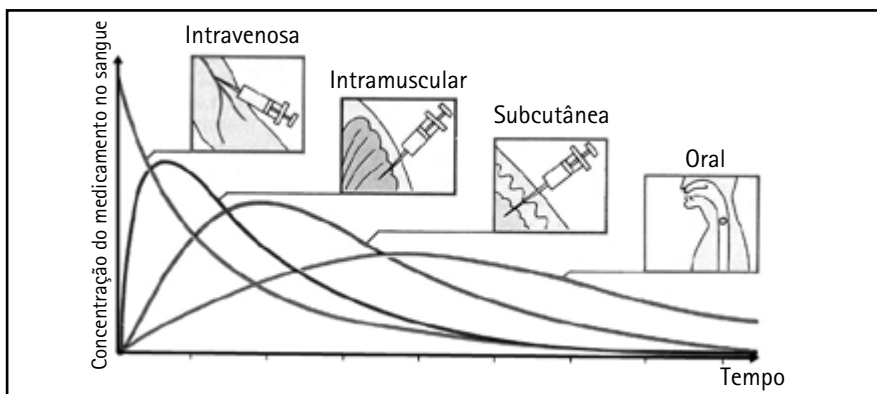 Concentração do medicamento no sangue
Intravenosa
Intramuscular
Subcutânea
Oral
Tempo